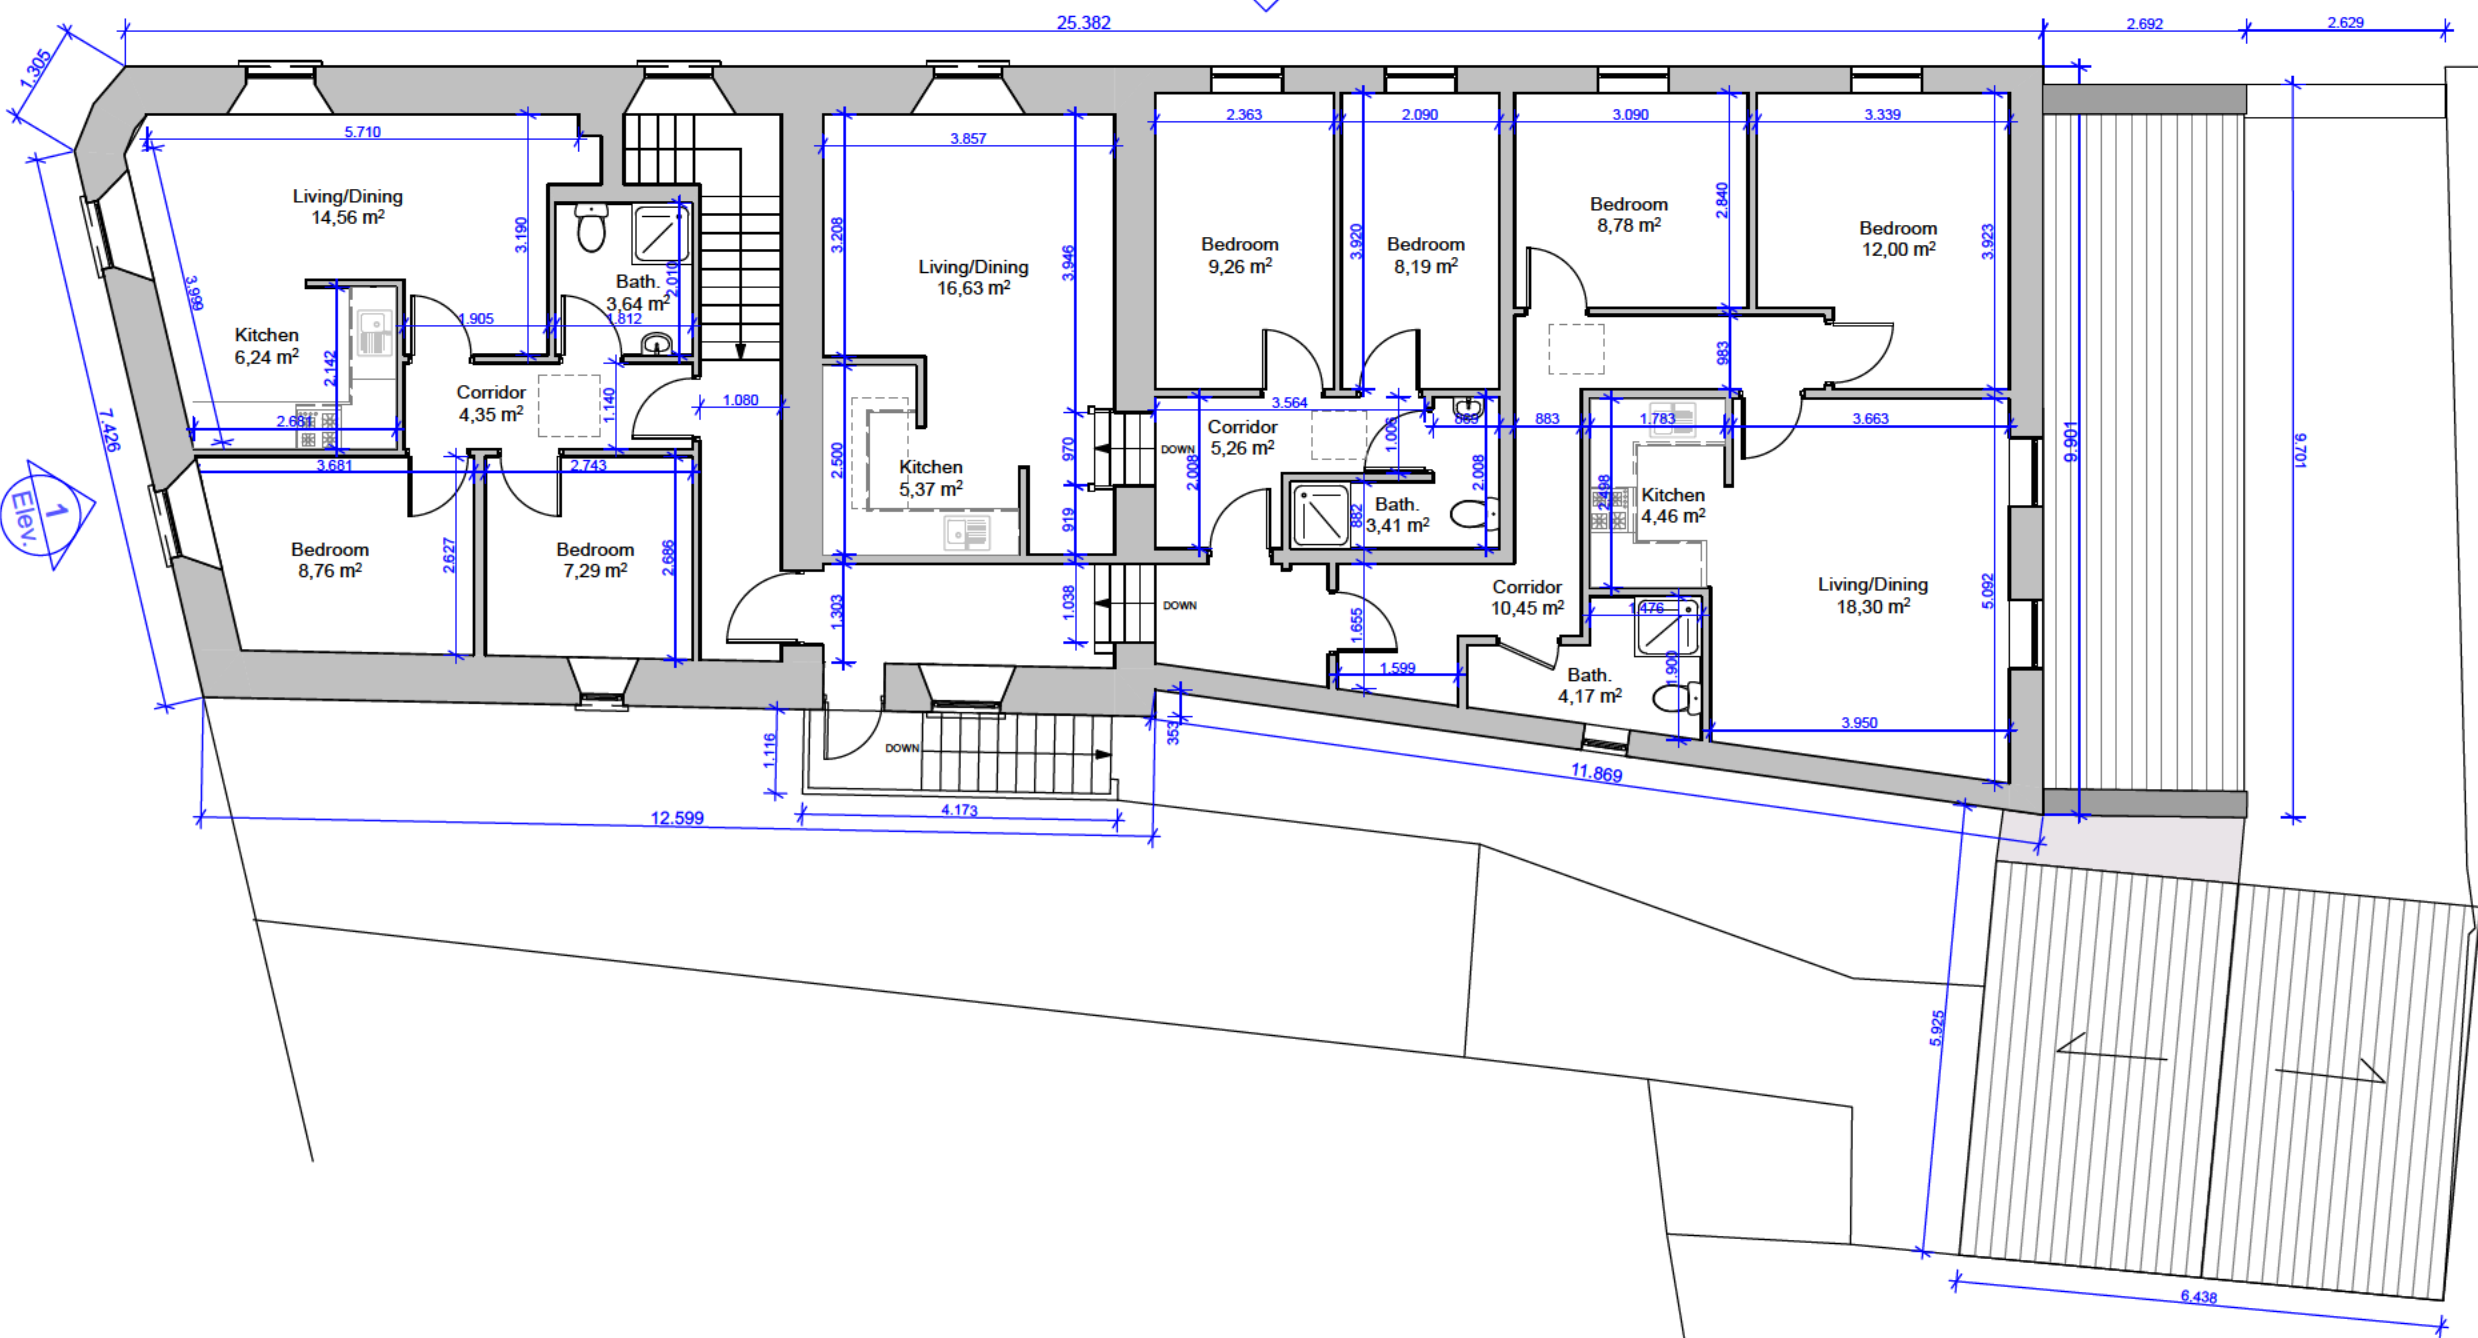 25.382
2.692
2.629
1.305
5.710
3.857
2.363
2.090
3.090
3.339
Living/Dining
14,56 m²
3.190
3.208
3.946
3.920
2.840
3.923
Bedroom
8,78 m²
Bedroom
12,00 m²
Bedroom
9,26 m²
Bedroom
8,19 m²
Living/Dining
16,63 m²
Bath.
3,64 m²
2.010
3.999
1.905
1.812
Kitchen
6,24 m²
2.142
983
Corridor
4,35 m²
1.140
1.080
3.564
869
883
1.783
3.663
7.426
2.681
Corridor
5,26 m²
1.006
9.901
9.701
DOWN
970
2.500
2.008
2.008
3.681
2.743
Kitchen
5,37 m²
2.498
Kitchen
4,46 m²
Bath.
3,41 m²
882
919
1
Elev.
Bedroom
8,76 m²
2.627
Bedroom
7,29 m²
2.686
1.303
1.038
DOWN
1.655
Corridor
10,45 m²
1.476
Living/Dining
18,30 m²
5.092
1.599
1.900
Bath.
4,17 m²
3.950
353
1.116
DOWN
11.869
12.599
4.173
5.925
6.438